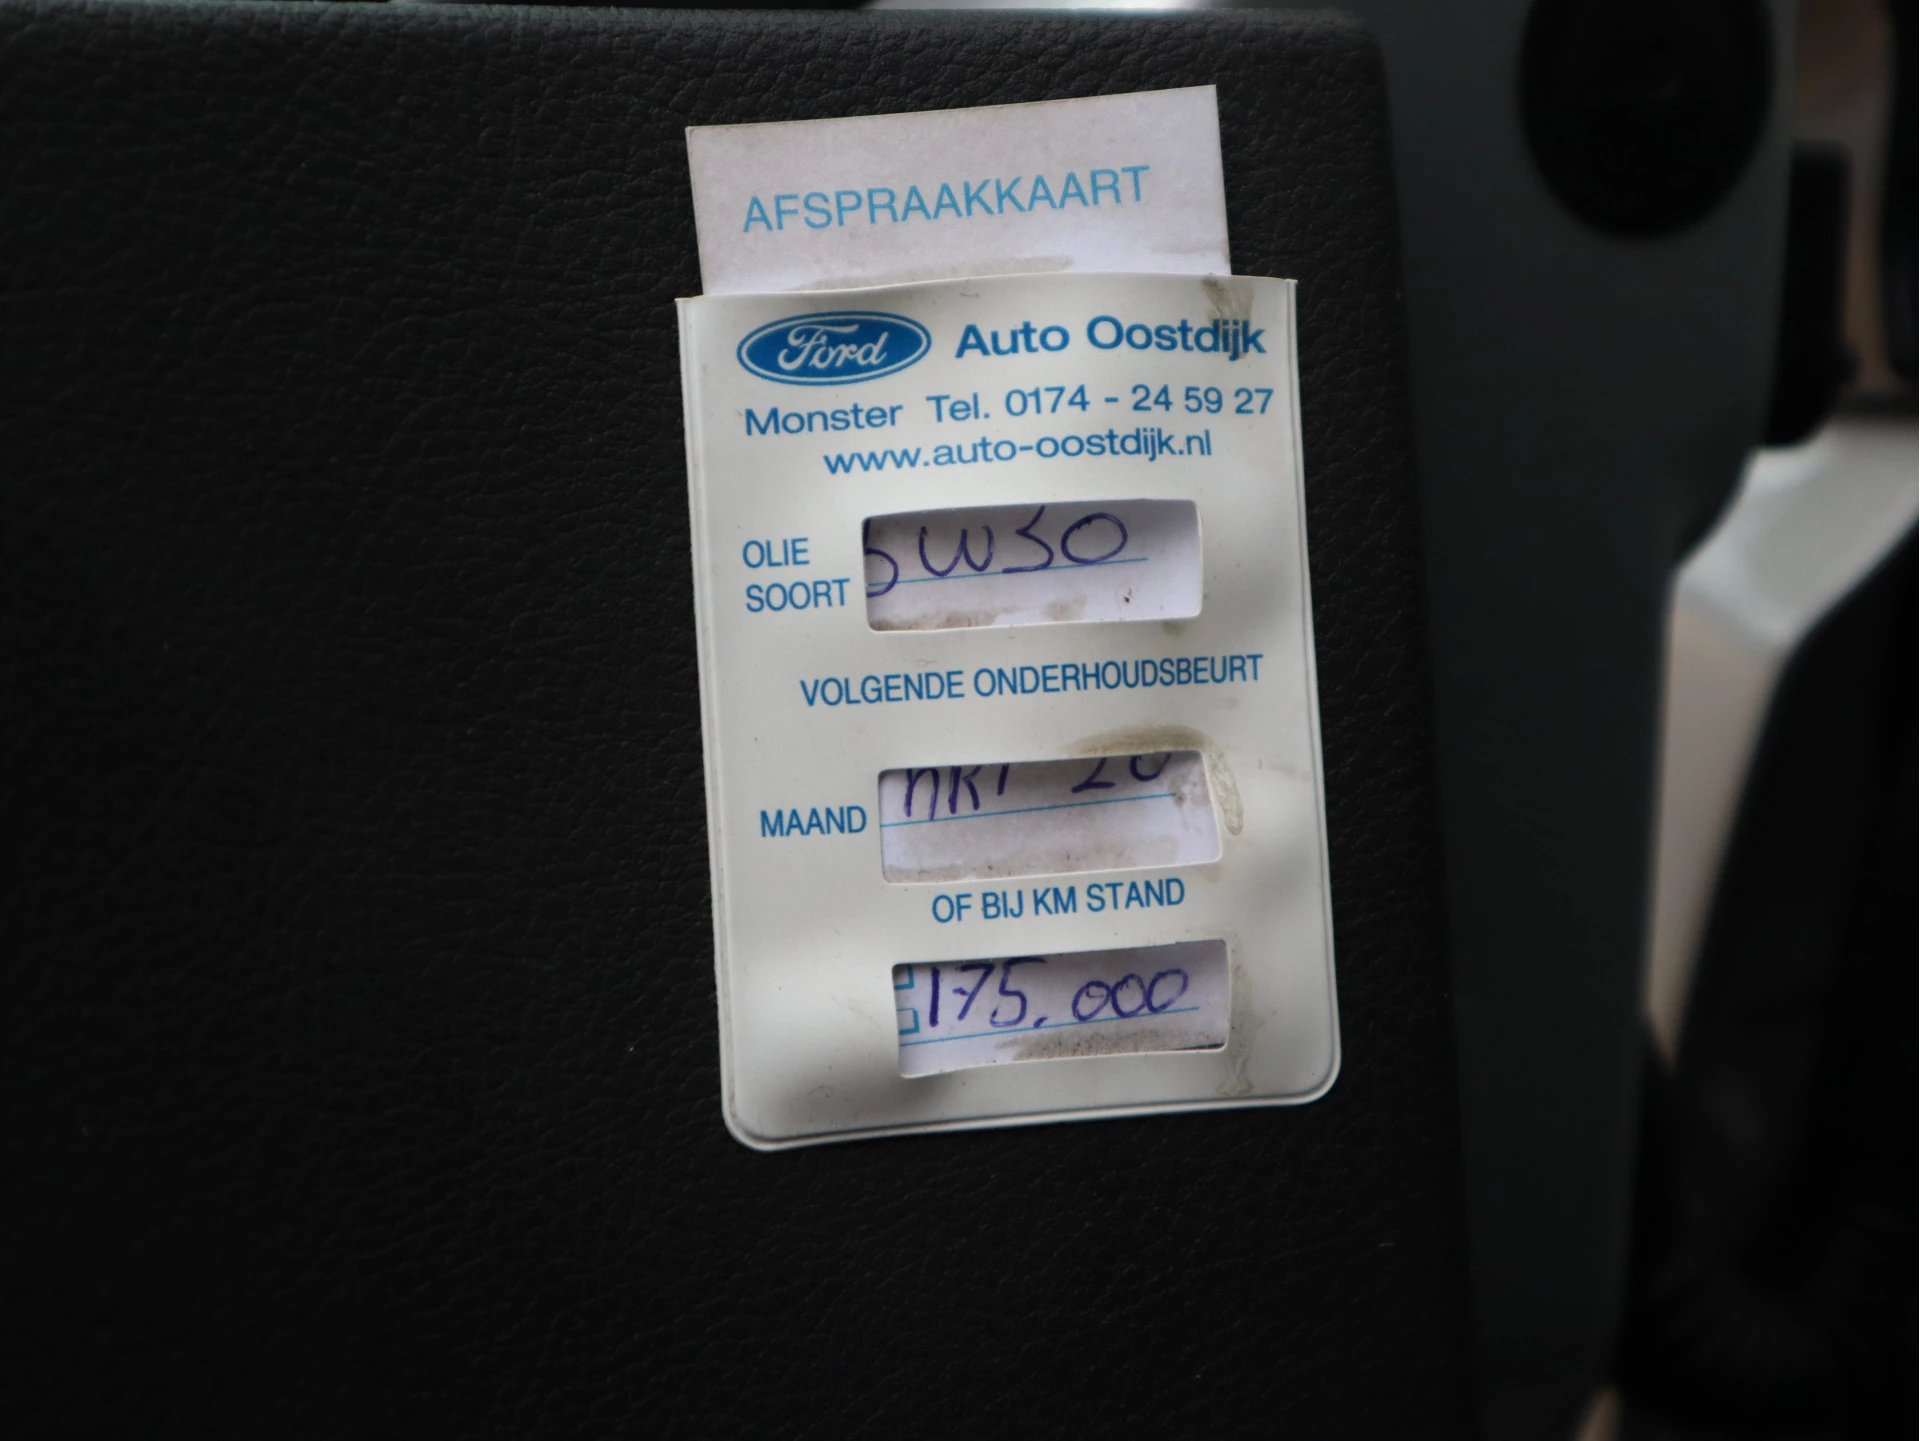 AFSPRAAKKAART
Ford Auto Oostdijk
Monster Tel. 0174 - 24 59 27
www.auto-oostdijk.nl
OLIE
SOORT
5W30
VOLGENDE ONDERHOUDSBEURT
MAAND
OF BIJ KM STAND
175.000